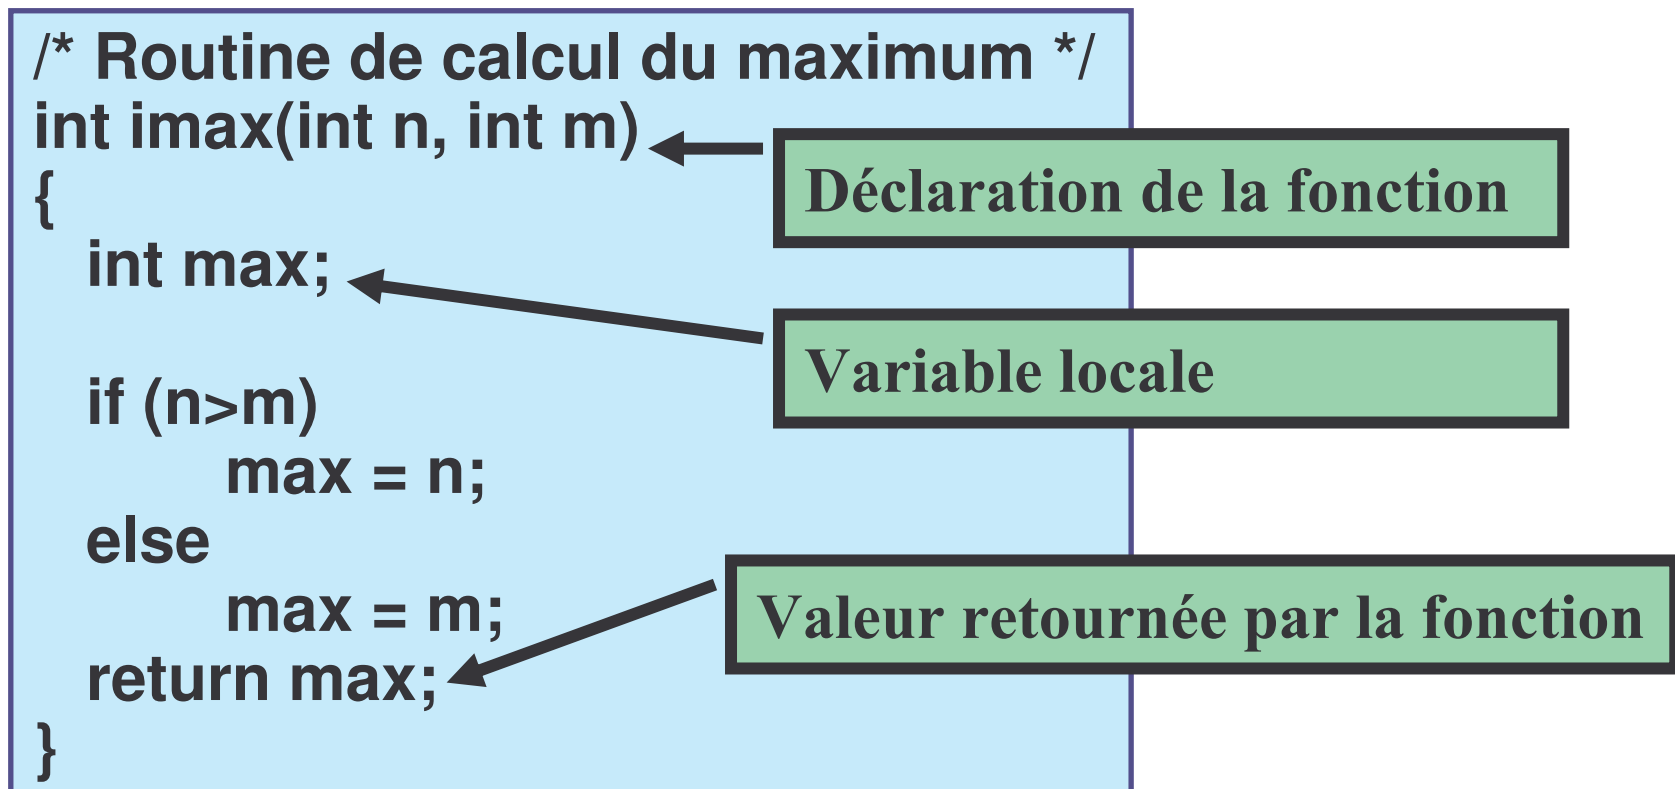 /* Routine de calcul du maximum */
int imax(int n, int m)
Déclaration de la fonction
{
int max;
Variable locale
if (n>m)
max = n;
else
max = m;
Valeur retournée par la fonction
return max;
}